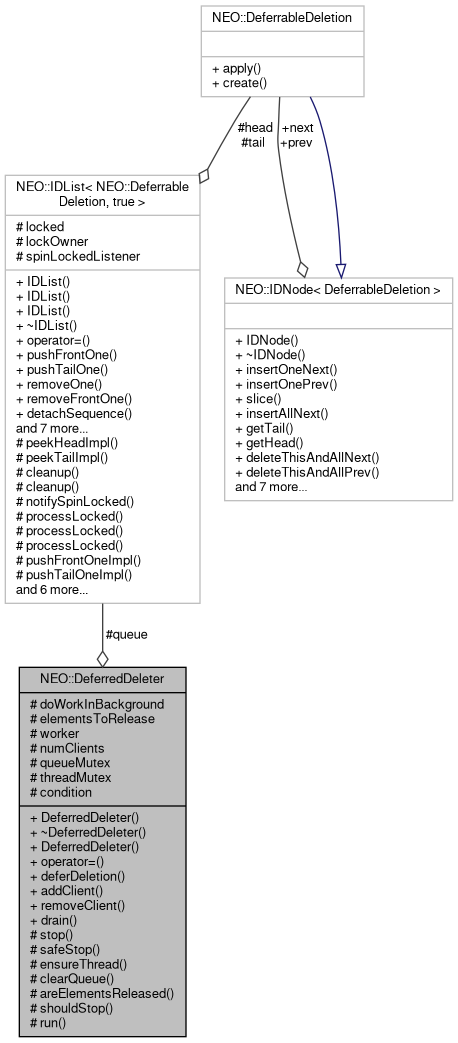 NEO::DeferrableDeletion
+ apply()
+ create()
#head
#tail
+next
+prev
NEO::IDList< NEO::Deferrable
Deletion, true >
# locked
# lockOwner
# spinLockedListener
+ IDList()
+ IDList()
+ IDList()
+ ~IDList()
+ operator=()
+ pushFrontOne()
+ pushTailOne()
+ removeOne()
+ removeFrontOne()
+ detachSequence()
and 7 more...
# peekHeadImpl()
# peekTailImpl()
# cleanup()
# cleanup()
# notifySpinLocked()
# processLocked()
# processLocked()
# processLocked()
# pushFrontOneImpl()
# pushTailOneImpl()
and 6 more...
NEO::IDNode< DeferrableDeletion >
+ IDNode()
+ ~IDNode()
+ insertOneNext()
+ insertOnePrev()
+ slice()
+ insertAllNext()
+ getTail()
+ getHead()
+ deleteThisAndAllNext()
+ deleteThisAndAllPrev()
and 7 more...
#queue
NEO::DeferredDeleter
# doWorkInBackground
# elementsToRelease
# worker
# numClients
# queueMutex
# threadMutex
# condition
+ DeferredDeleter()
+ ~DeferredDeleter()
+ DeferredDeleter()
+ operator=()
+ deferDeletion()
+ addClient()
+ removeClient()
+ drain()
# stop()
# safeStop()
# ensureThread()
# clearQueue()
# areElementsReleased()
# shouldStop()
# run()